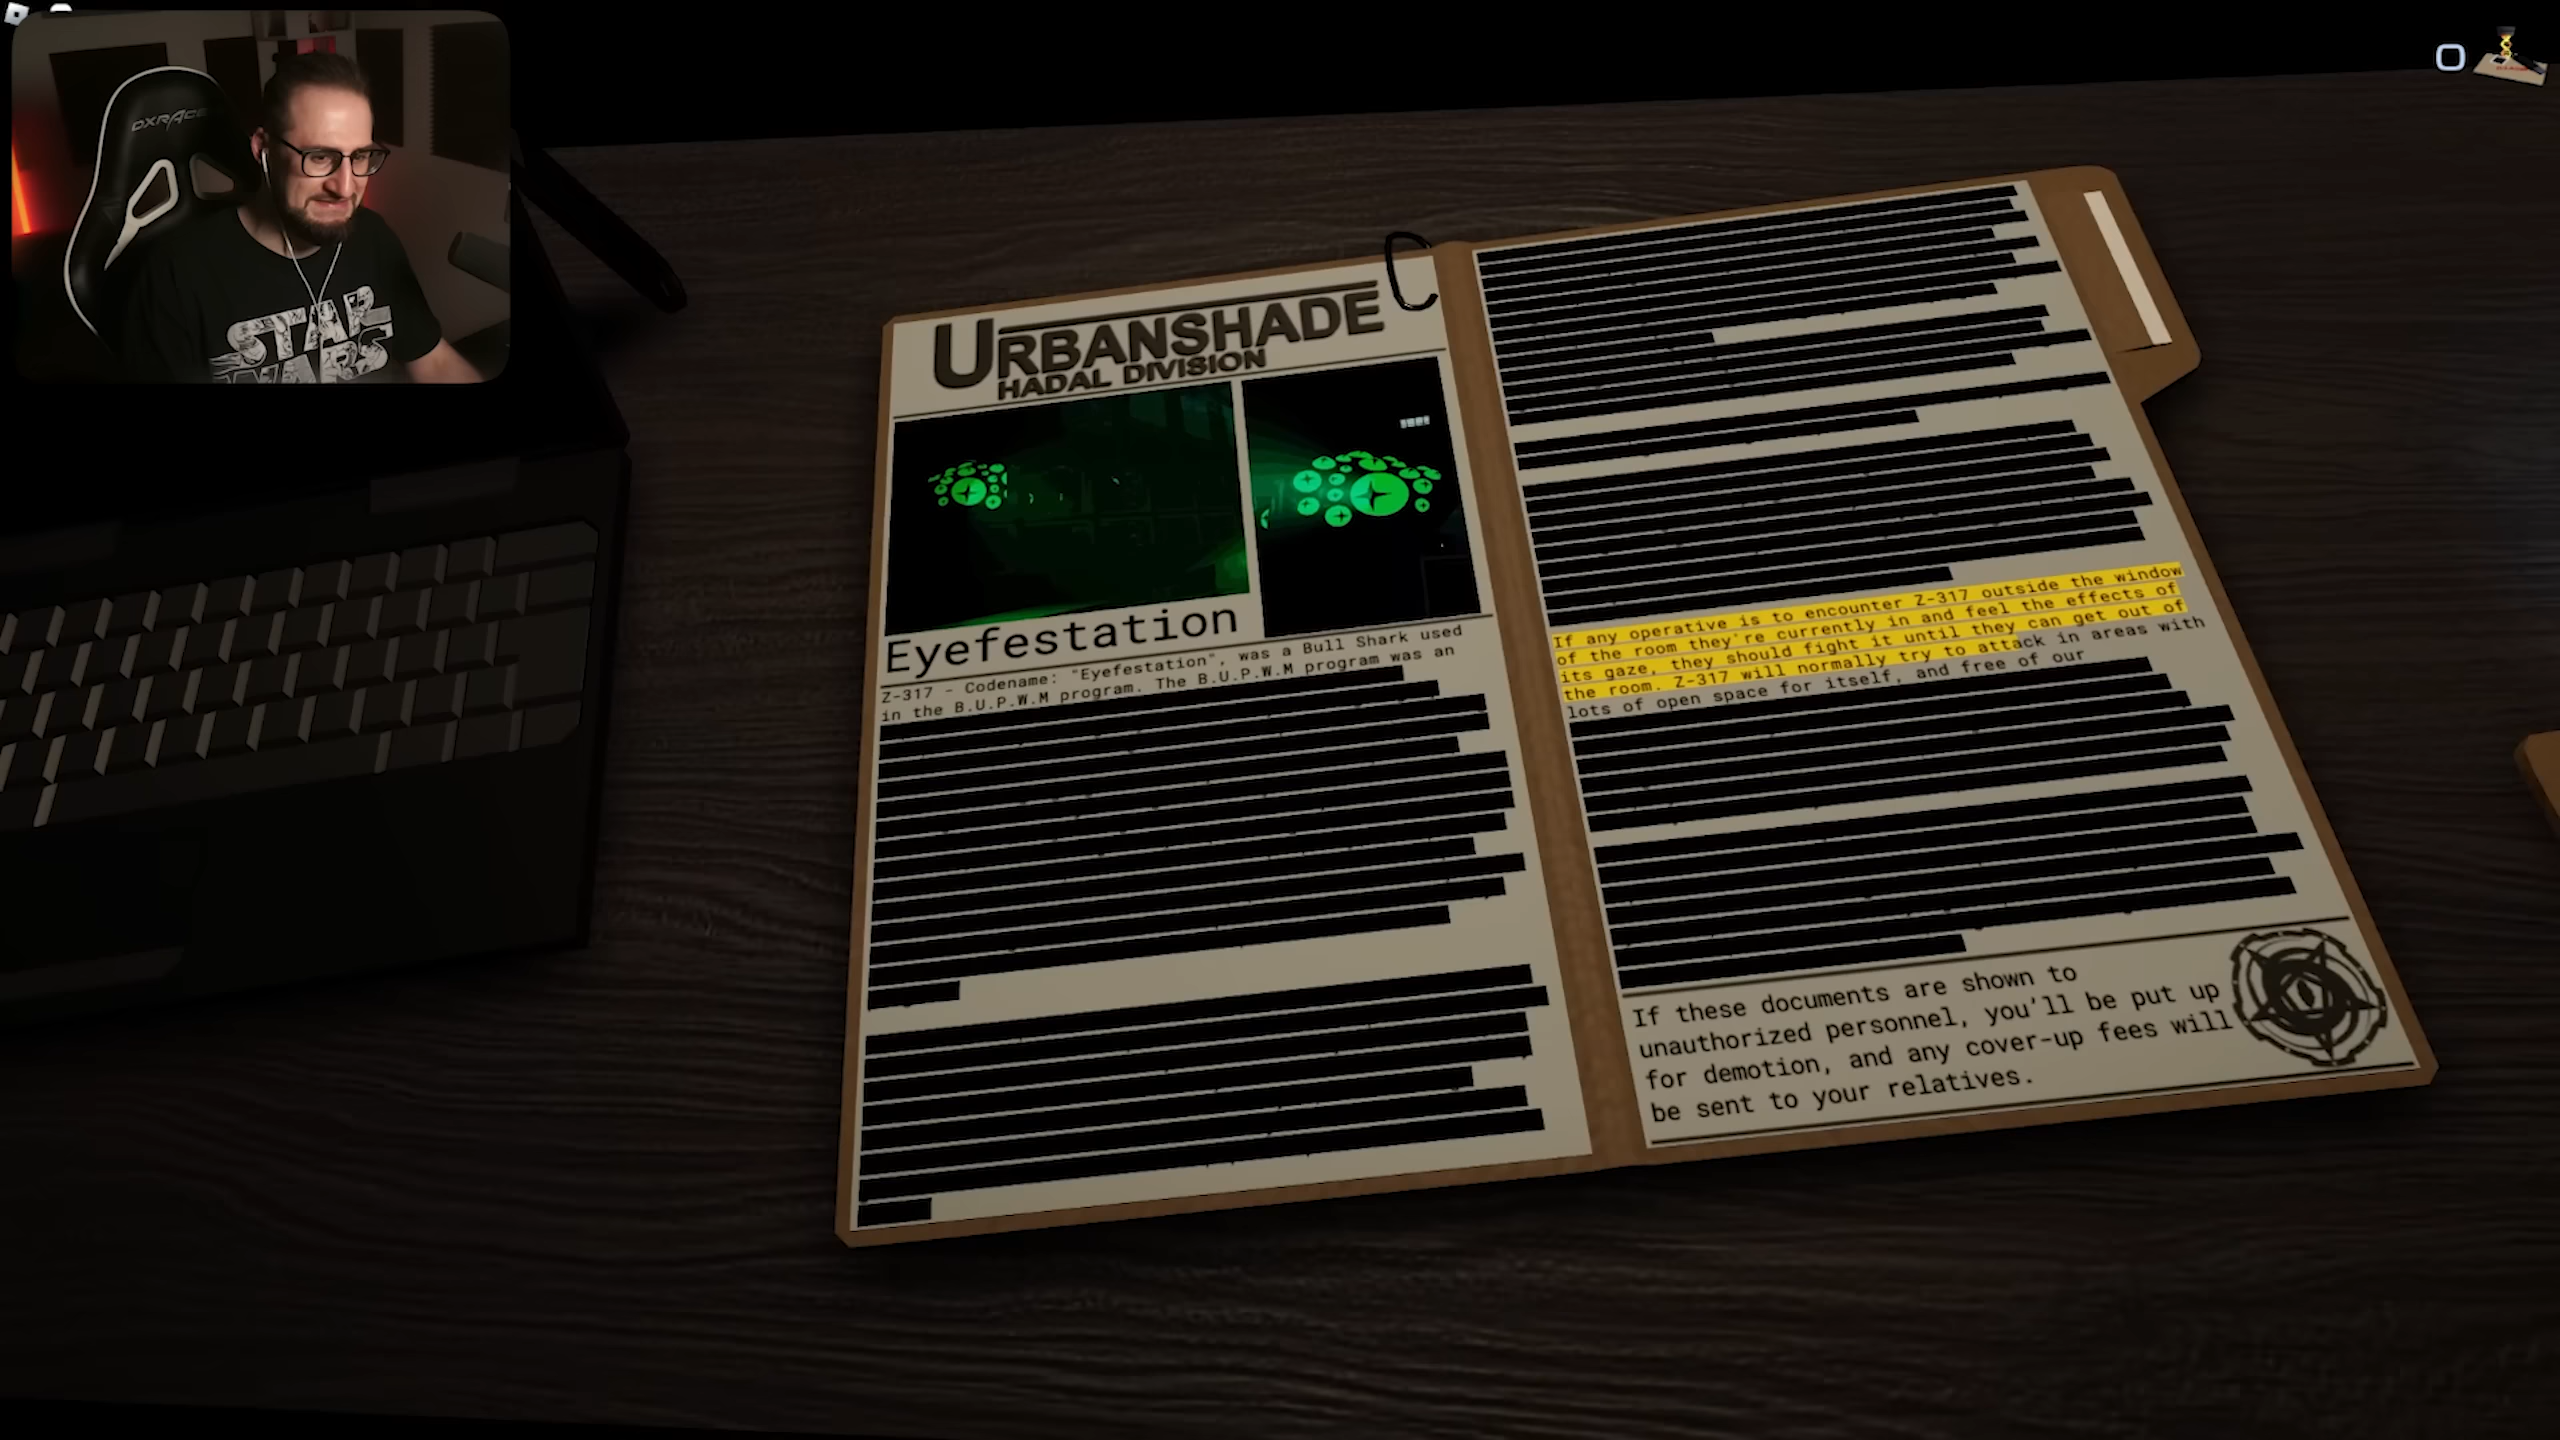 DXRACER
STAR
WARS
URBANSHADE
HADAL DIVISION
Eyefestation
Z-317 - Codename: "Eyefestation", was a Bull Shark used
in the B.U.P.W.M program. The B.U.P.W.M program was an
If any operative is to encounter Z-317 outside the window
of the room they're currently in and feel the effects of
its gaze, they should fight it until they can get out of
the room. Z-317 will normally try to attack in areas with
lots of open space for itself, and free of our
If these documents are shown to
unauthorized personnel, you'll be put up
for demotion, and any cover-up fees will
be sent to your relatives.